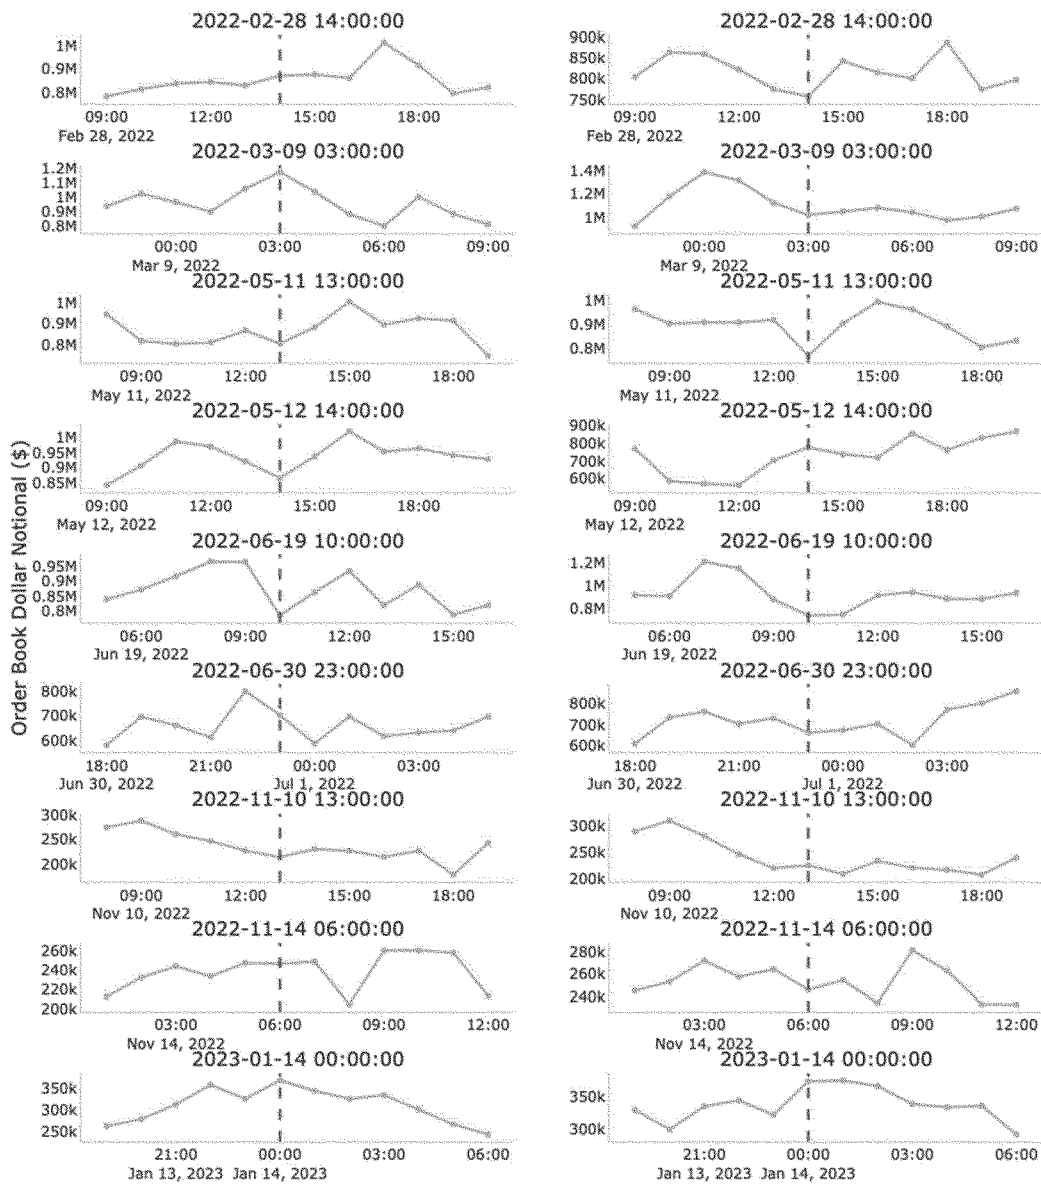 2022-02-28 14:00:00
1M
0.9M
0.8M
09:00 12:00 15:00 18:00
Feb 28, 2022
2022-02-28 14:00:00
900k
850k
800k
750k
09:00 12:00 15:00 18:00
Feb 28, 2022
2022-03-09 03:00:00
1.2M
1.1M
1M
0.9M
0.8M
00:00 03:00 06:00 09:00
Mar 9, 2022
2022-03-09 03:00:00
1.4M
1.2M
1M
00:00 03:00 06:00 09:00
Mar 9, 2022
2022-05-11 13:00:00
1M
0.9M
0.8M
09:00 12:00 15:00 18:00
May 11, 2022
2022-05-11 13:00:00
1M
0.9M
0.8M
09:00 12:00 15:00 18:00
May 11, 2022
Order Book Dollar Notional ($)
2022-05-12 14:00:00
1M
0.95M
0.9M
0.85M
09:00 12:00 15:00 18:00
May 12, 2022
2022-05-12 14:00:00
900k
800k
700k
600k
09:00 12:00 15:00 18:00
May 12, 2022
2022-06-19 10:00:00
0.95M
0.9M
0.85M
0.8M
06:00 09:00 12:00 15:00
Jun 19, 2022
2022-06-19 10:00:00
1.2M
1M
0.8M
06:00 09:00 12:00 15:00
Jun 19, 2022
2022-06-30 23:00:00
800k
700k
600k
18:00 21:00 00:00 03:00
Jun 30, 2022 Jul 1, 2022
2022-06-30 23:00:00
800k
700k
600k
18:00 21:00 00:00 03:00
Jun 30, 2022 Jul 1, 2022
2022-11-10 13:00:00
300k
250k
200k
09:00 12:00 15:00 18:00
Nov 10, 2022
2022-11-10 13:00:00
300k
250k
200k
09:00 12:00 15:00 18:00
Nov 10, 2022
2022-11-14 06:00:00
260k
240k
220k
200k
03:00 06:00 09:00 12:00
Nov 14, 2022
2022-11-14 06:00:00
280k
260k
240k
03:00 06:00 09:00 12:00
Nov 14, 2022
2023-01-14 00:00:00
350k
300k
250k
21:00 00:00 03:00 06:00
Jan 13, 2023 Jan 14, 2023
2023-01-14 00:00:00
350k
300k
21:00 00:00 03:00 06:00
Jan 13, 2023 Jan 14, 2023